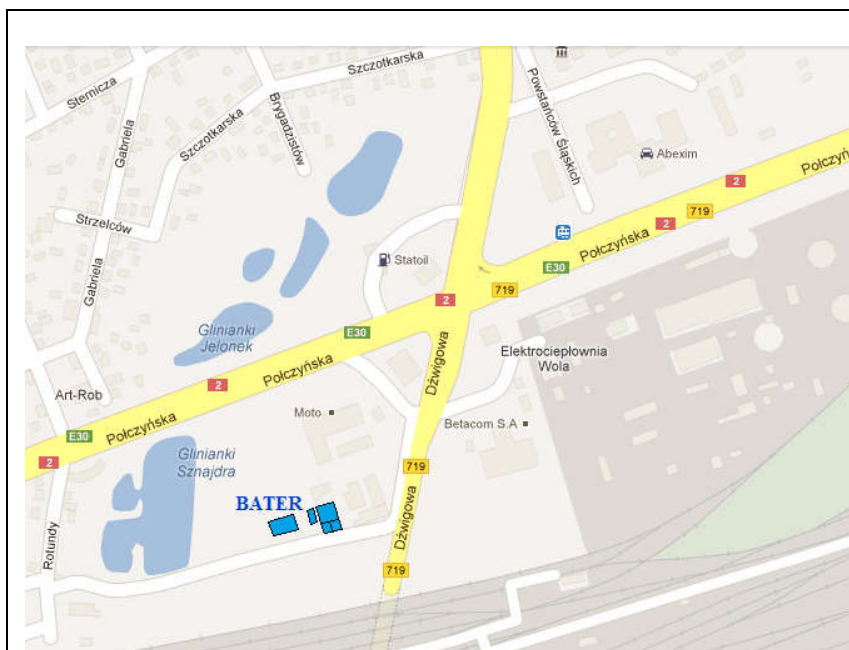 Szczotkarska
Sternicza
Brygadzistów
Powstańców Śląskich
Gabriela
Szczotkarska
Abexim
2
Połczyńska
719
2
Strzelców
Połczyńska
Statoil
E30
719
2
Gabriela
Glinianki
Jelonek
E30
Elektrociepłownia
Wola
Połczyńska
Dźwigowa
2
Art-Rob
Moto
Betacom S.A
Połczyńska
E30
2
Glinianki
Sznajdra
719
BATER
Dźwigowa
Rotundy
719